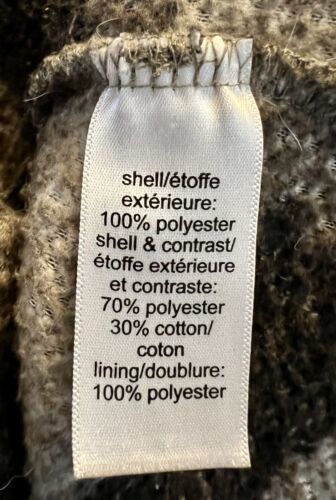 shell/étoffe
extérieure:
100% polyester
shell & contrast/
étoffe extérieure
et contraste:
70% polyester
30% cotton/
coton
lining/doublure:
100% polyester